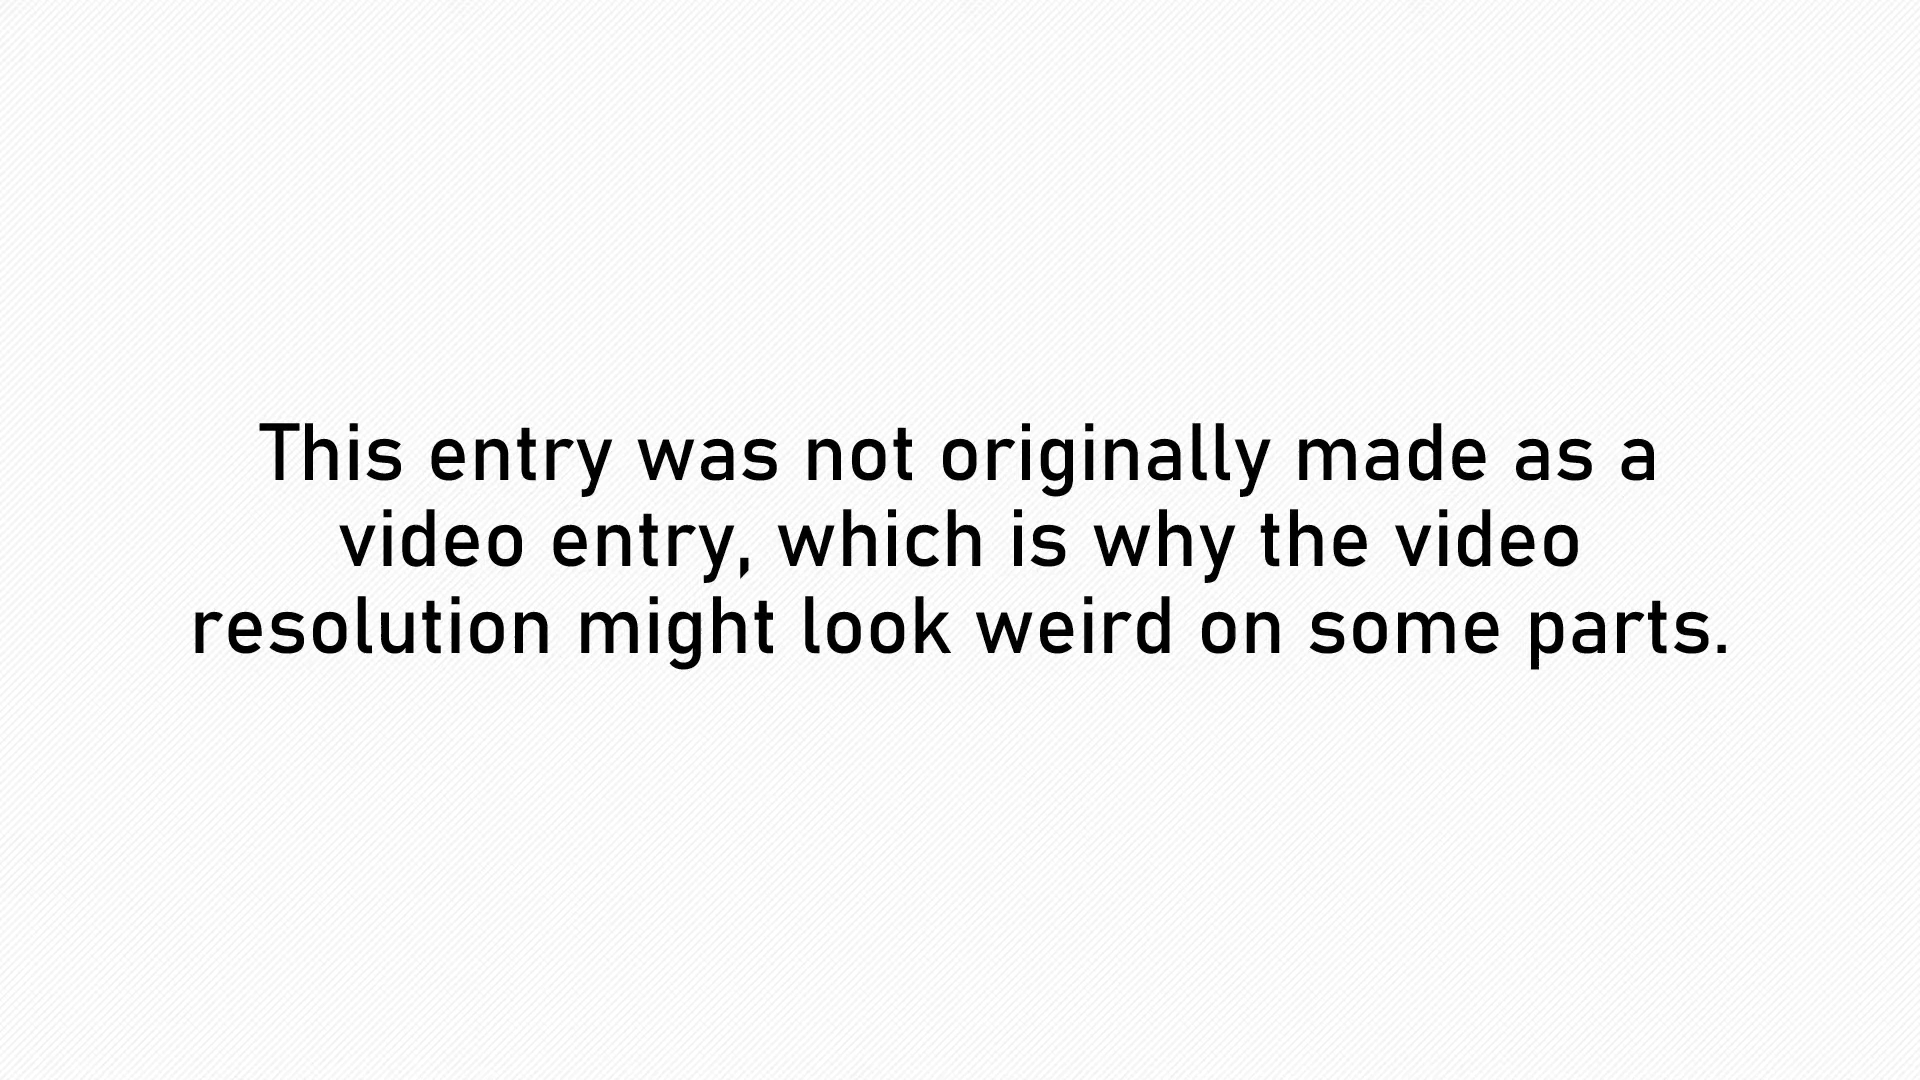 This entry was not originally made as a
video entry, which is why the video
resolution might look weird on some parts.